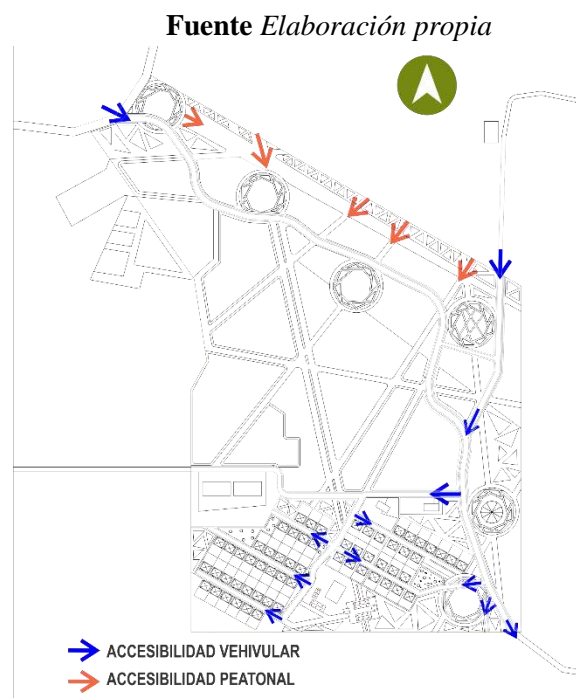 Fuente Elaboración propia
ACCESIBILIDAD VEHIVULAR
ACCESIBILIDAD PEATONAL